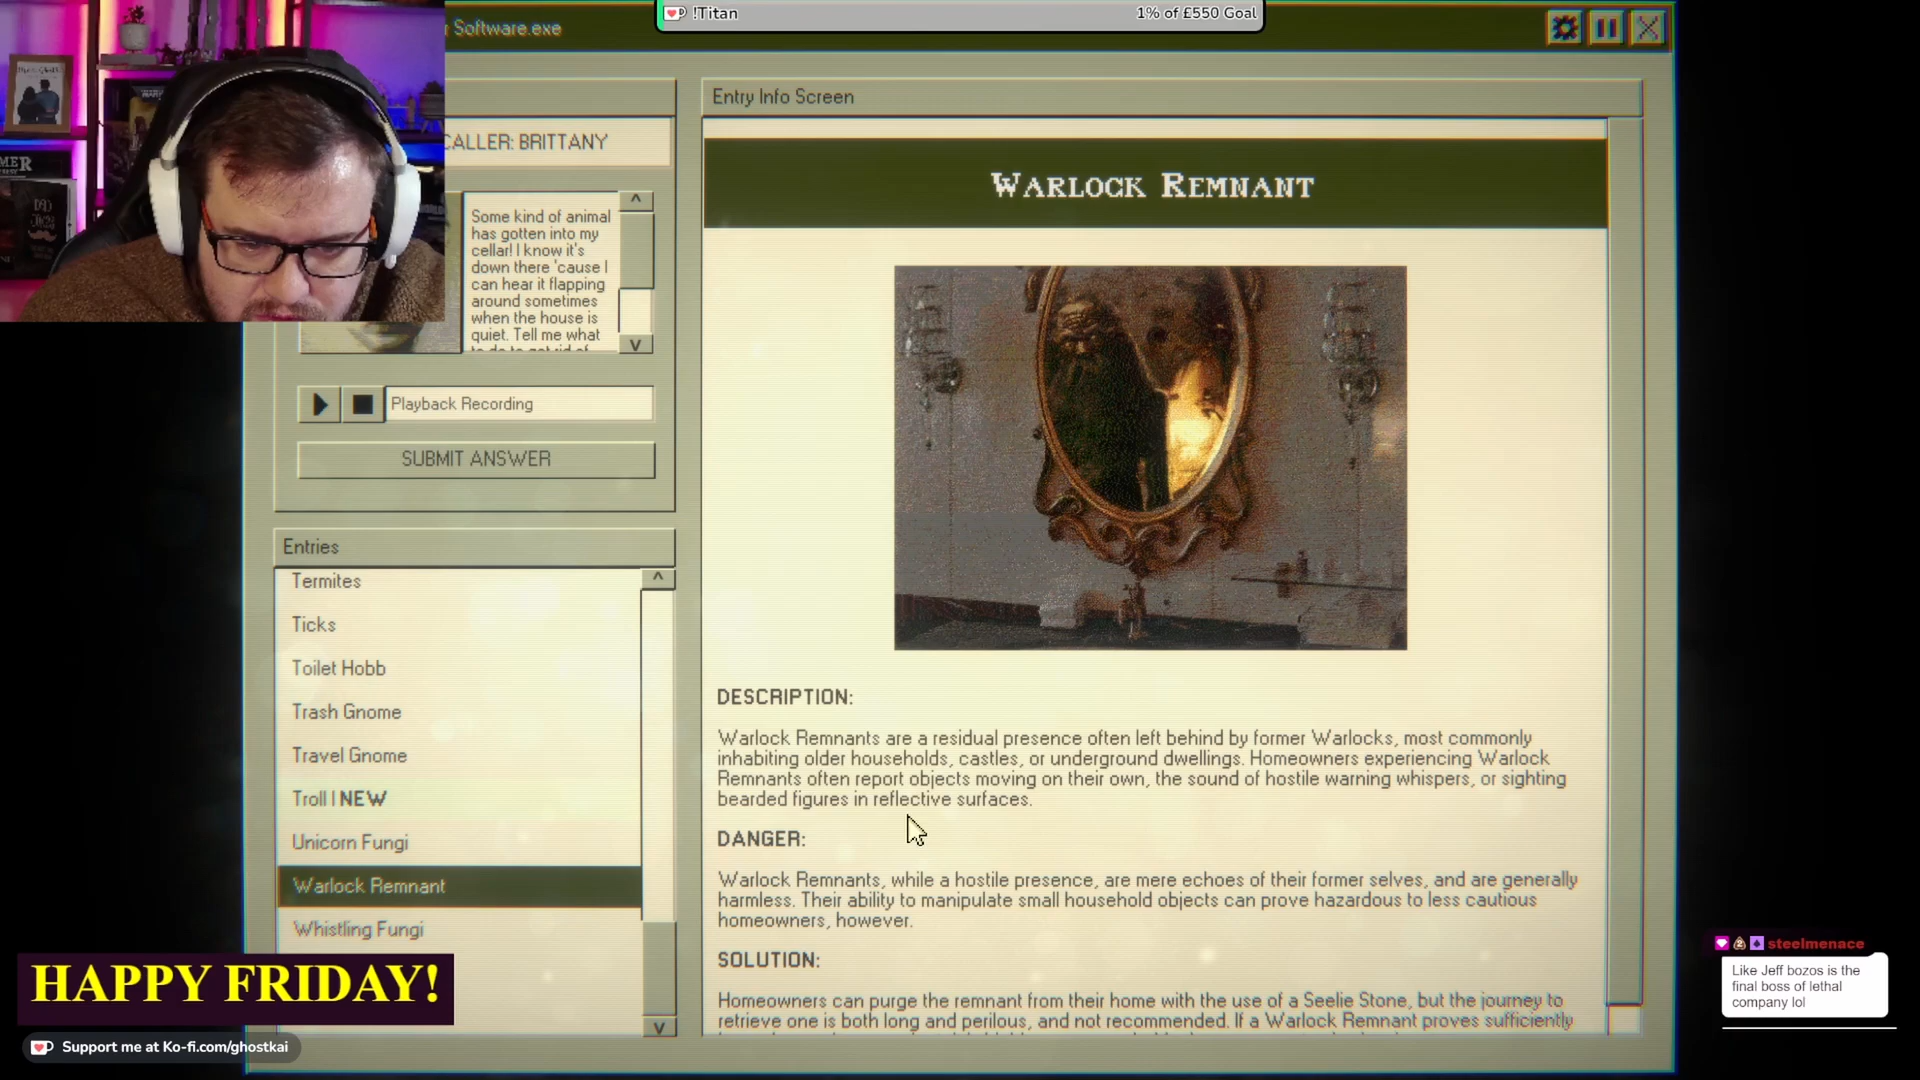 !Titan
1% of £550 Goal
Software.exe
Entry Info Screen
CALLER: BRITTANY
Some kind of animal
has gotten into my
cellar! I know it's
down there 'cause I
can hear it flapping
around sometimes
when the house is
quiet. Tell me what
to do to get rid of
Playback Recording
SUBMIT ANSWER
Entries
Termites
Ticks
Toilet Hobb
Trash Gnome
Travel Gnome
Troll | NEW
Unicorn Fungi
Warlock Remnant
Whistling Fungi
WARLOCK REMNANT
DESCRIPTION:
Warlock Remnants are a residual presence often left behind by former Warlocks, most commonly
inhabiting older households, castles, or underground dwellings. Homeowners experiencing Warlock
Remnants often report objects moving on their own, the sound of hostile warning whispers, or sighting
bearded figures in reflective surfaces.
DANGER:
Warlock Remnants, while a hostile presence, are mere echoes of their former selves, and are generally
harmless. Their ability to manipulate small household objects can prove hazardous to less cautious
homeowners, however.
SOLUTION:
Homeowners can purge the remnant from their home with the use of a Seelie Stone, but the journey to
retrieve one is both long and perilous, and not recommended. If a Warlock Remnant proves sufficiently
HAPPY FRIDAY!
Support me at Ko-fi.com/ghostkai
steelmenace
Like Jeff bozos is the
final boss of lethal
company lol